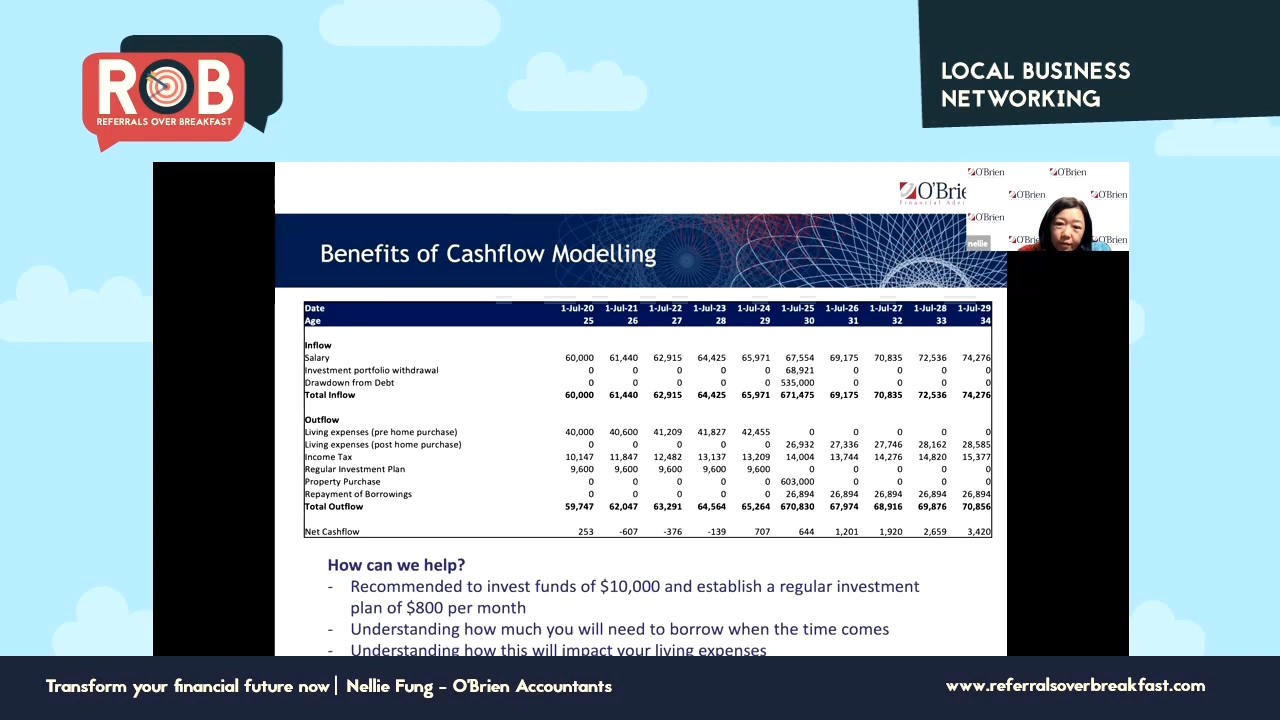 ROB
REFERRALS OVER BREAKFAST
LOCAL BUSINESS
NETWORKING
O'Brie
Financial Adv
O'Brien
O'Brien
O'Brien
O'Brien
O'Brien
O'Brien
nellie
Benefits of Cashflow Modelling
Date 1-Jul-20 1-Jul-21 1-Jul-22 1-Jul-23 1-Jul-24 1-Jul-25 1-Jul-26 1-Jul-27 1-Jul-28 1-Jul-29
Age 25 26 27 28 29 30 31 32 33 34
Inflow
Salary 60,000 61,440 62,915 64,425 65,971 67,554 69,175 70,835 72,536 74,276
Investment portfolio withdrawal 0 0 0 0 0 68,921 0 0 0 0
Drawdown from Debt 0 0 0 0 0 535,000 0 0 0 0
Total Inflow 60,000 61,440 62,915 64,425 65,971 671,475 69,175 70,835 72,536 74,276
Outflow
Living expenses (pre home purchase) 40,000 40,600 41,209 41,827 42,455 0 0 0 0 0
Living expenses (post home purchase) 0 0 0 0 0 26,932 27,336 27,746 28,162 28,585
Income Tax 10,147 11,847 12,482 13,137 13,209 14,004 13,744 14,276 14,820 15,377
Regular Investment Plan 9,600 9,600 9,600 9,600 9,600 0 0 0 0 0
Property Purchase 0 0 0 0 0 603,000 0 0 0 0
Repayment of Borrowings 0 0 0 0 0 26,894 26,894 26,894 26,894 26,894
Total Outflow 59,747 62,047 63,291 64,564 65,264 670,830 67,974 68,916 69,876 70,856
Net Cashflow 253 -607 -376 -139 707 644 1,201 1,920 2,659 3,420
How can we help?
- Recommended to invest funds of $10,000 and establish a regular investment
plan of $800 per month
- Understanding how much you will need to borrow when the time comes
- Understanding how this will impact your living expenses
Transform your financial future now | Nellie Fung - O'Brien Accountants
www.referralsoverbreakfast.com